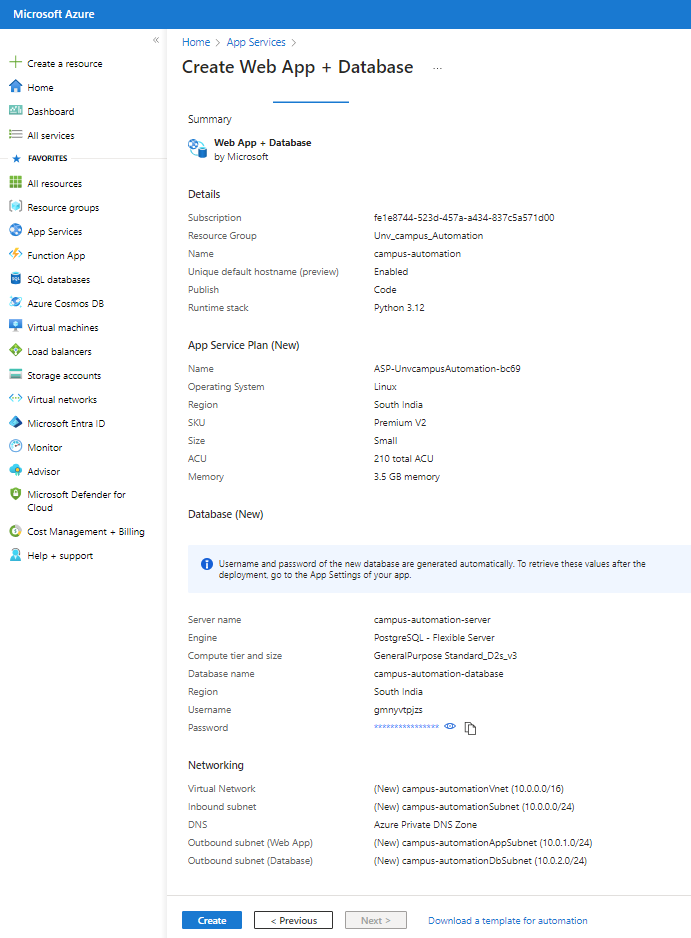 Microsoft Azure
«
Create a resource
Home
Dashboard
All services
FAVORITES
All resources
Resource groups
App Services
Function App
SQL databases
Azure Cosmos DB
Virtual machines
Load balancers
Storage accounts
Virtual networks
Microsoft Entra ID
Monitor
Advisor
Microsoft Defender for
Cloud
Cost Management + Billing
Help + support
Home > App Services >
Create Web App + Database ...
Summary
Web App + Database
by Microsoft
Details
Subscription fe1e8744-523d-457a-a434-837c5a571d00
Resource Group Unv_campus_Automation
Name campus-automation
Unique default hostname (preview) Enabled
Publish Code
Runtime stack Python 3.12
App Service Plan (New)
Name ASP-UnvcampusAutomation-bc69
Operating System Linux
Region South India
SKU Premium V2
Size Small
ACU 210 total ACU
Memory 3.5 GB memory
Database (New)
Username and password of the new database are generated automatically. To retrieve these values after the
deployment, go to the App Settings of your app.
Server name campus-automation-server
Engine PostgreSQL - Flexible Server
Compute tier and size GeneralPurpose Standard_D2s_v3
Database name campus-automation-database
Region South India
Username gmnyvtpjzs
Password ****************
Networking
Virtual Network (New) campus-automationVnet (10.0.0.0/16)
Inbound subnet (New) campus-automationSubnet (10.0.0.0/24)
DNS Azure Private DNS Zone
Outbound subnet (Web App) (New) campus-automationAppSubnet (10.0.1.0/24)
Outbound subnet (Database) (New) campus-automationDbSubnet (10.0.2.0/24)
Create < Previous Next > Download a template for automation